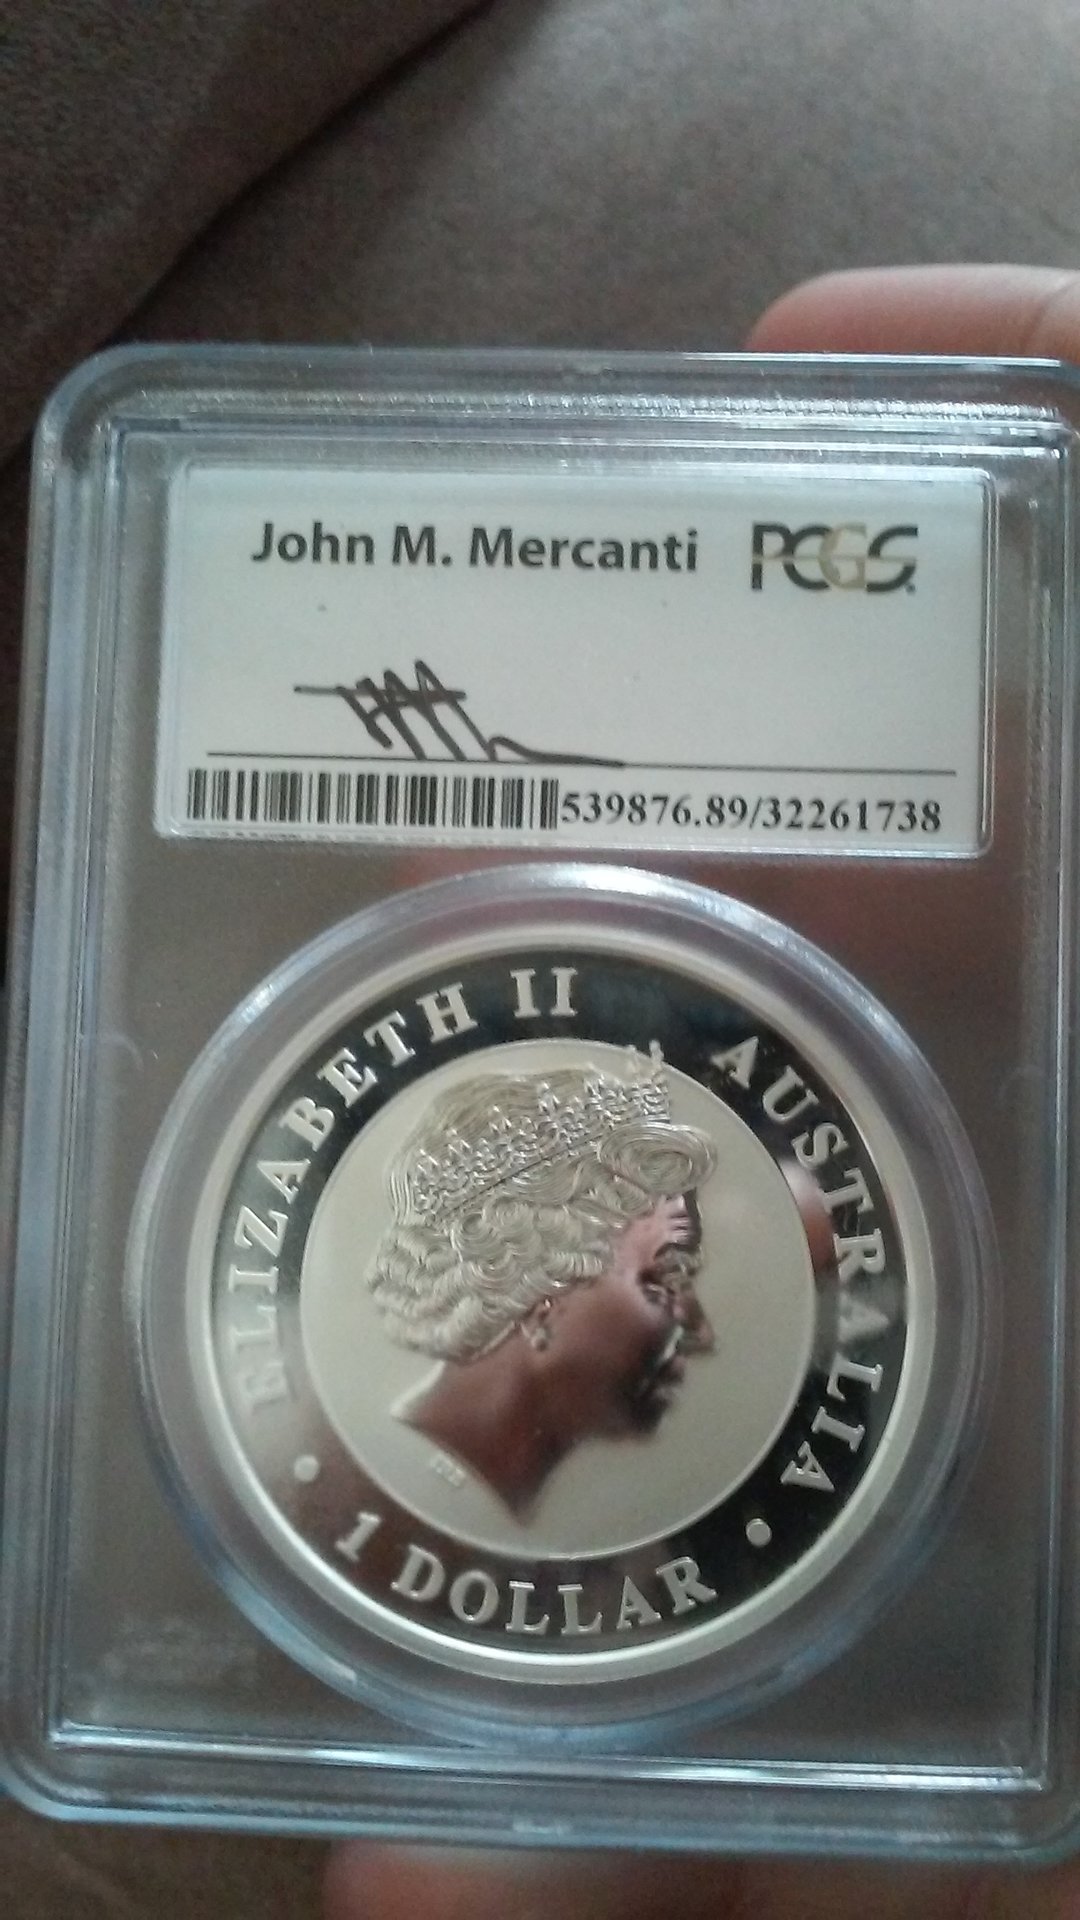 John M. Mercanti PCGS
539876.89/32261738
ELIZABETH II AUSTRALIA
1 DOLLAR